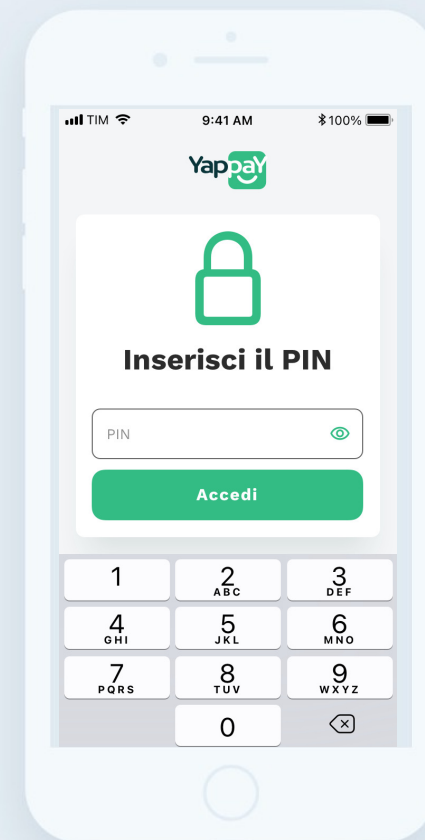 TIM 9:41 AM 100%
YappaY
Inserisci il PIN
PIN
Accedi
1 2 3
ABC DEF
4 5 6
GHI JKL MNO
7 8 9
PQRS TUV WXYZ
0